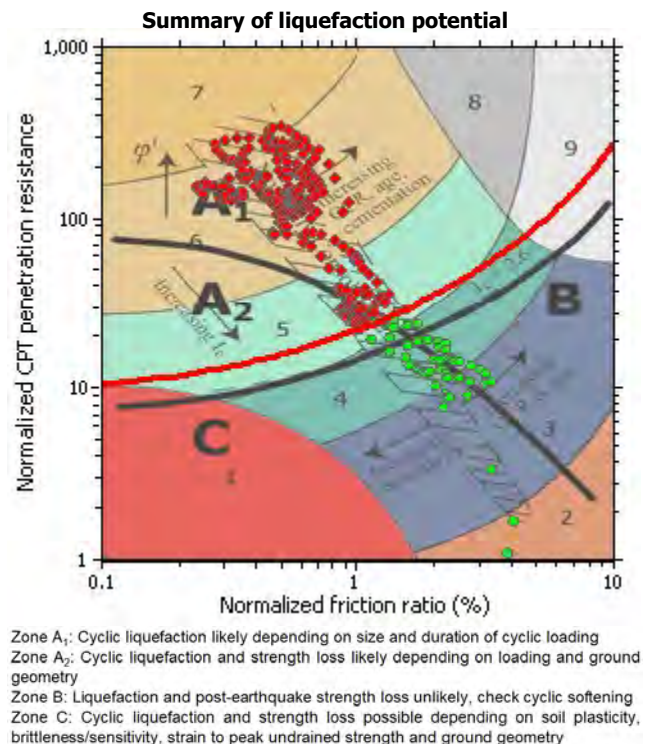 Summary of liquefaction potential
1,000
7
8
9
φ'
increasing
OCR, age,
cementation
A₁
100
6
A₂
increasing
B
5
10
4
3
C
1
2
1
0.1
1
10
Normalized CPT penetration resistance
Normalized friction ratio (%)
Zone A₁: Cyclic liquefaction likely depending on size and duration of cyclic loading
Zone A₂: Cyclic liquefaction and strength loss likely depending on loading and ground
geometry
Zone B: Liquefaction and post-earthquake strength loss unlikely, check cyclic softening
Zone C: Cyclic liquefaction and strength loss possible depending on soil plasticity,
brittleness/sensitivity, strain to peak undrained strength and ground geometry